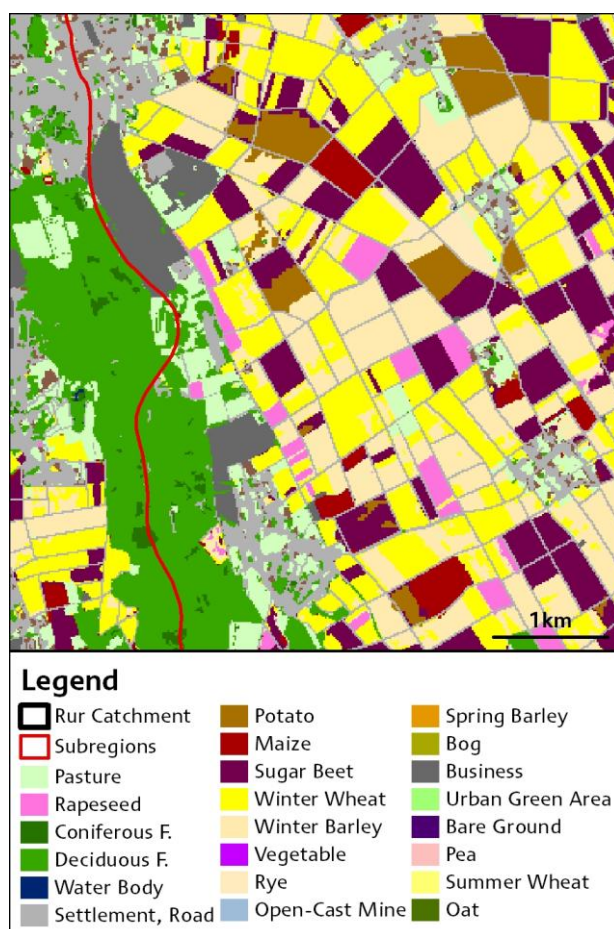 1km
Legend
Rur Catchment
Subregions
Pasture
Rapeseed
Coniferous F.
Deciduous F.
Water Body
Settlement, Road
Potato
Maize
Sugar Beet
Winter Wheat
Winter Barley
Vegetable
Rye
Open-Cast Mine
Spring Barley
Bog
Business
Urban Green Area
Bare Ground
Pea
Summer Wheat
Oat